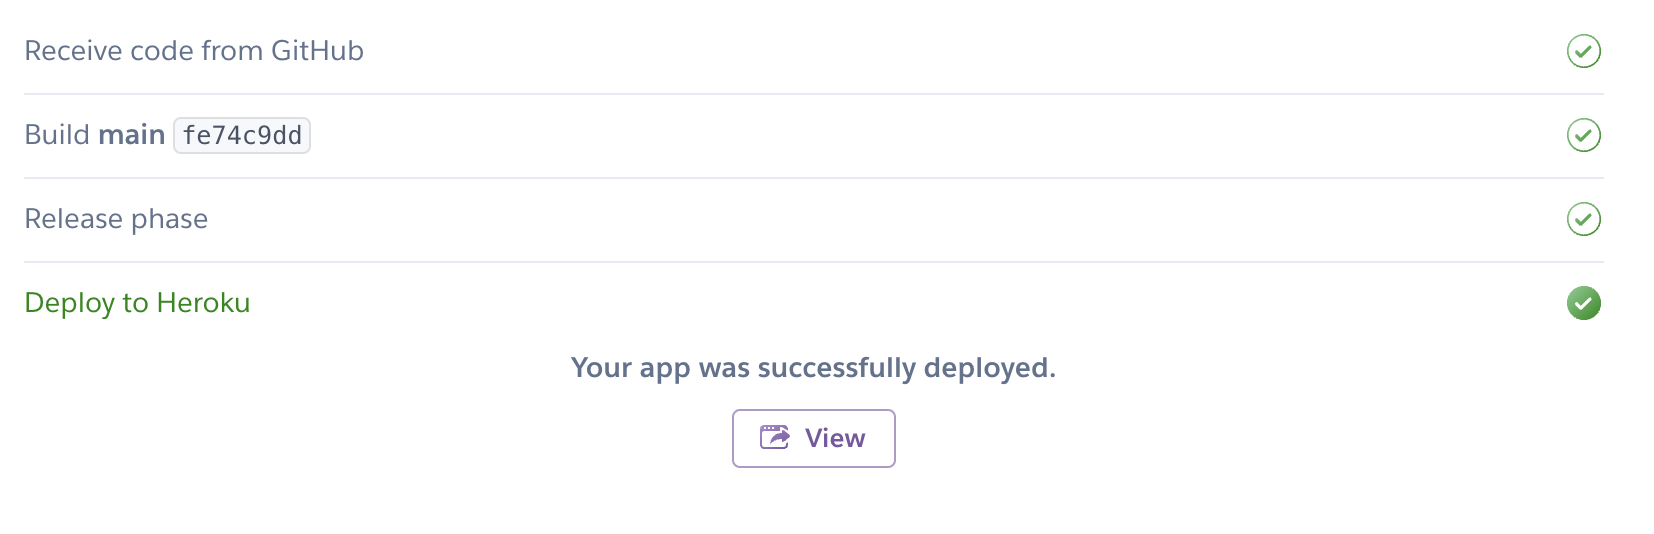 Receive code from GitHub
Build main fe74c9dd
Release phase
Deploy to Heroku
Your app was successfully deployed.
View